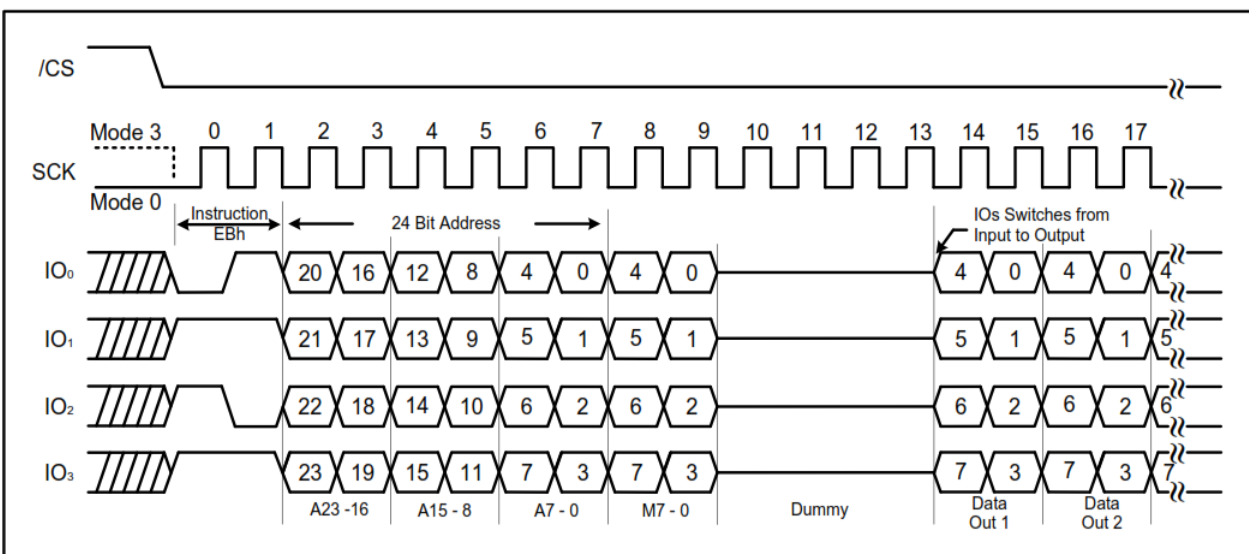 /CS
Mode 3 0 1 2 3 4 5 6 7 8 9 10 11 12 13 14 15 16 17
SCK
Mode 0
Instruction
EBh
24 Bit Address
IOs Switches from
Input to Output
IO₀ 20 16 12 8 4 0 4 0 4 0 4 0 4
IO₁ 21 17 13 9 5 1 5 1 5 1 5 1 5
IO₂ 22 18 14 10 6 2 6 2 6 2 6 2 6
IO₃ 23 19 15 11 7 3 7 3 7 3 7 3 7
A23 -16 A15 - 8 A7 - 0 M7 - 0 Dummy
Data
Out 1
Data
Out 2